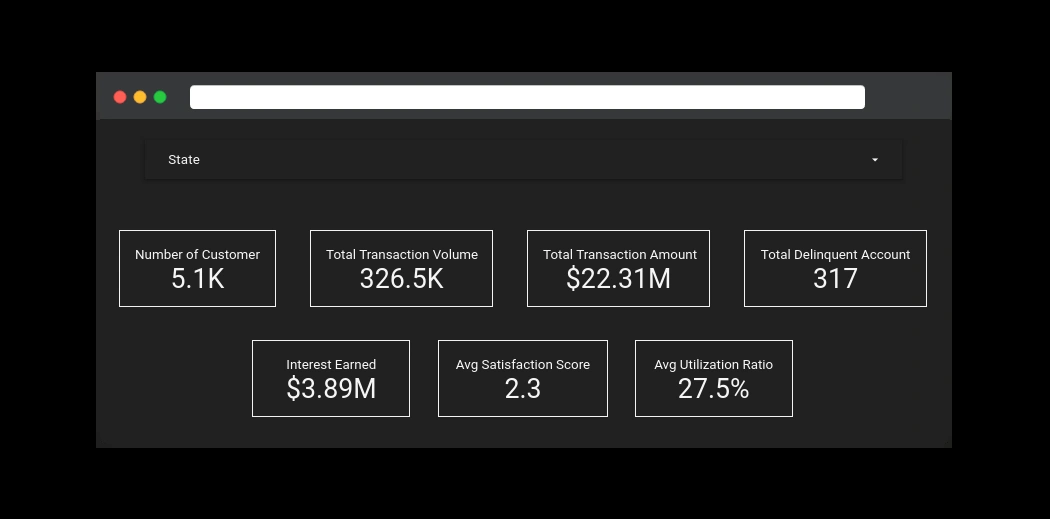 State
Number of Customer
5.1K
Total Transaction Volume
326.5K
Total Transaction Amount
$22.31M
Total Delinquent Account
317
Interest Earned
$3.89M
Avg Satisfaction Score
2.3
Avg Utilization Ratio
27.5%